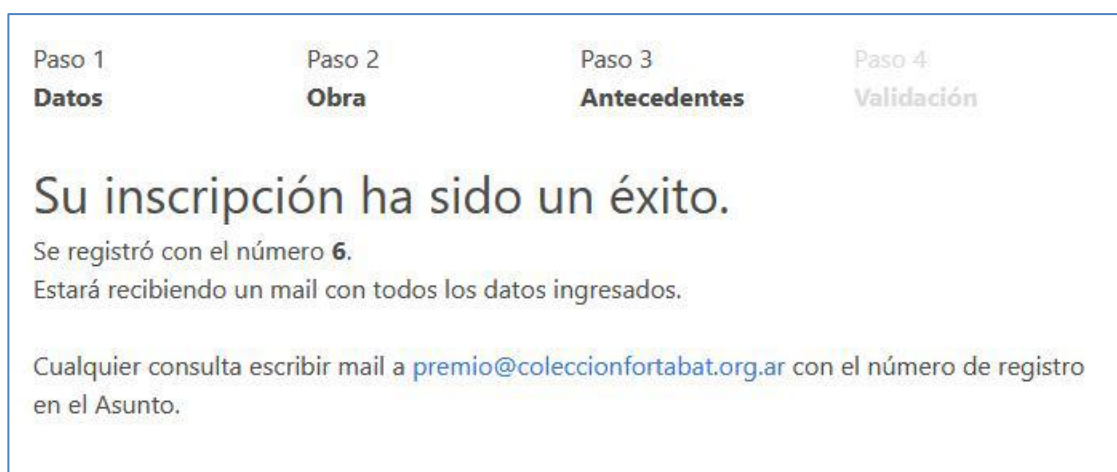 Paso 1 Paso 2 Paso 3 Paso 4
Datos Obra Antecedentes Validación
Su inscripción ha sido un éxito.
Se registró con el número 6.
Estará recibiendo un mail con todos los datos ingresados.
Cualquier consulta escribir mail a premio@coleccionfortabat.org.ar con el número de registro
en el Asunto.